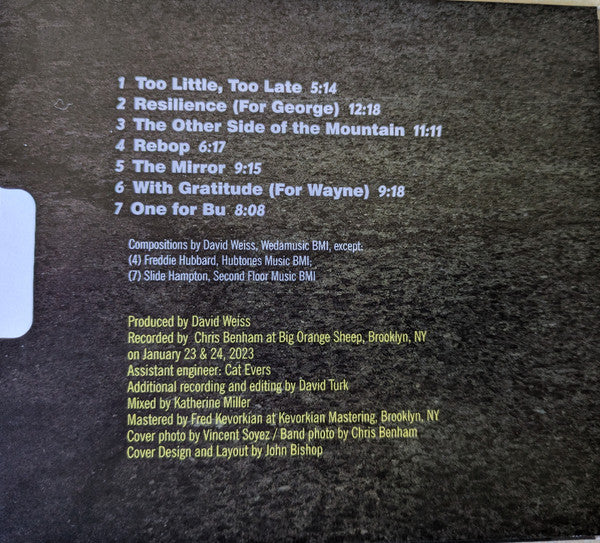 1 Too Little, Too Late 5:14
2 Resilience (For George) 12:18
3 The Other Side of the Mountain 11:11
4 Rebop 6:17
5 The Mirror 9:15
6 With Gratitude (For Wayne) 9:18
7 One for Bu 8:08
Compositions by David Weiss, Wedamusic BMI, except:
(4) Freddie Hubbard, Hubtones Music BMI;
(7) Slide Hampton, Second Floor Music BMI
Produced by David Weiss
Recorded by Chris Benham at Big Orange Sheep, Brooklyn, NY
on January 23 & 24, 2023
Assistant engineer: Cat Evers
Additional recording and editing by David Turk
Mixed by Katherine Miller
Mastered by Fred Kevorkian at Kevorkian Mastering, Brooklyn, NY
Cover photo by Vincent Soyez / Band photo by Chris Benham
Cover Design and Layout by John Bishop